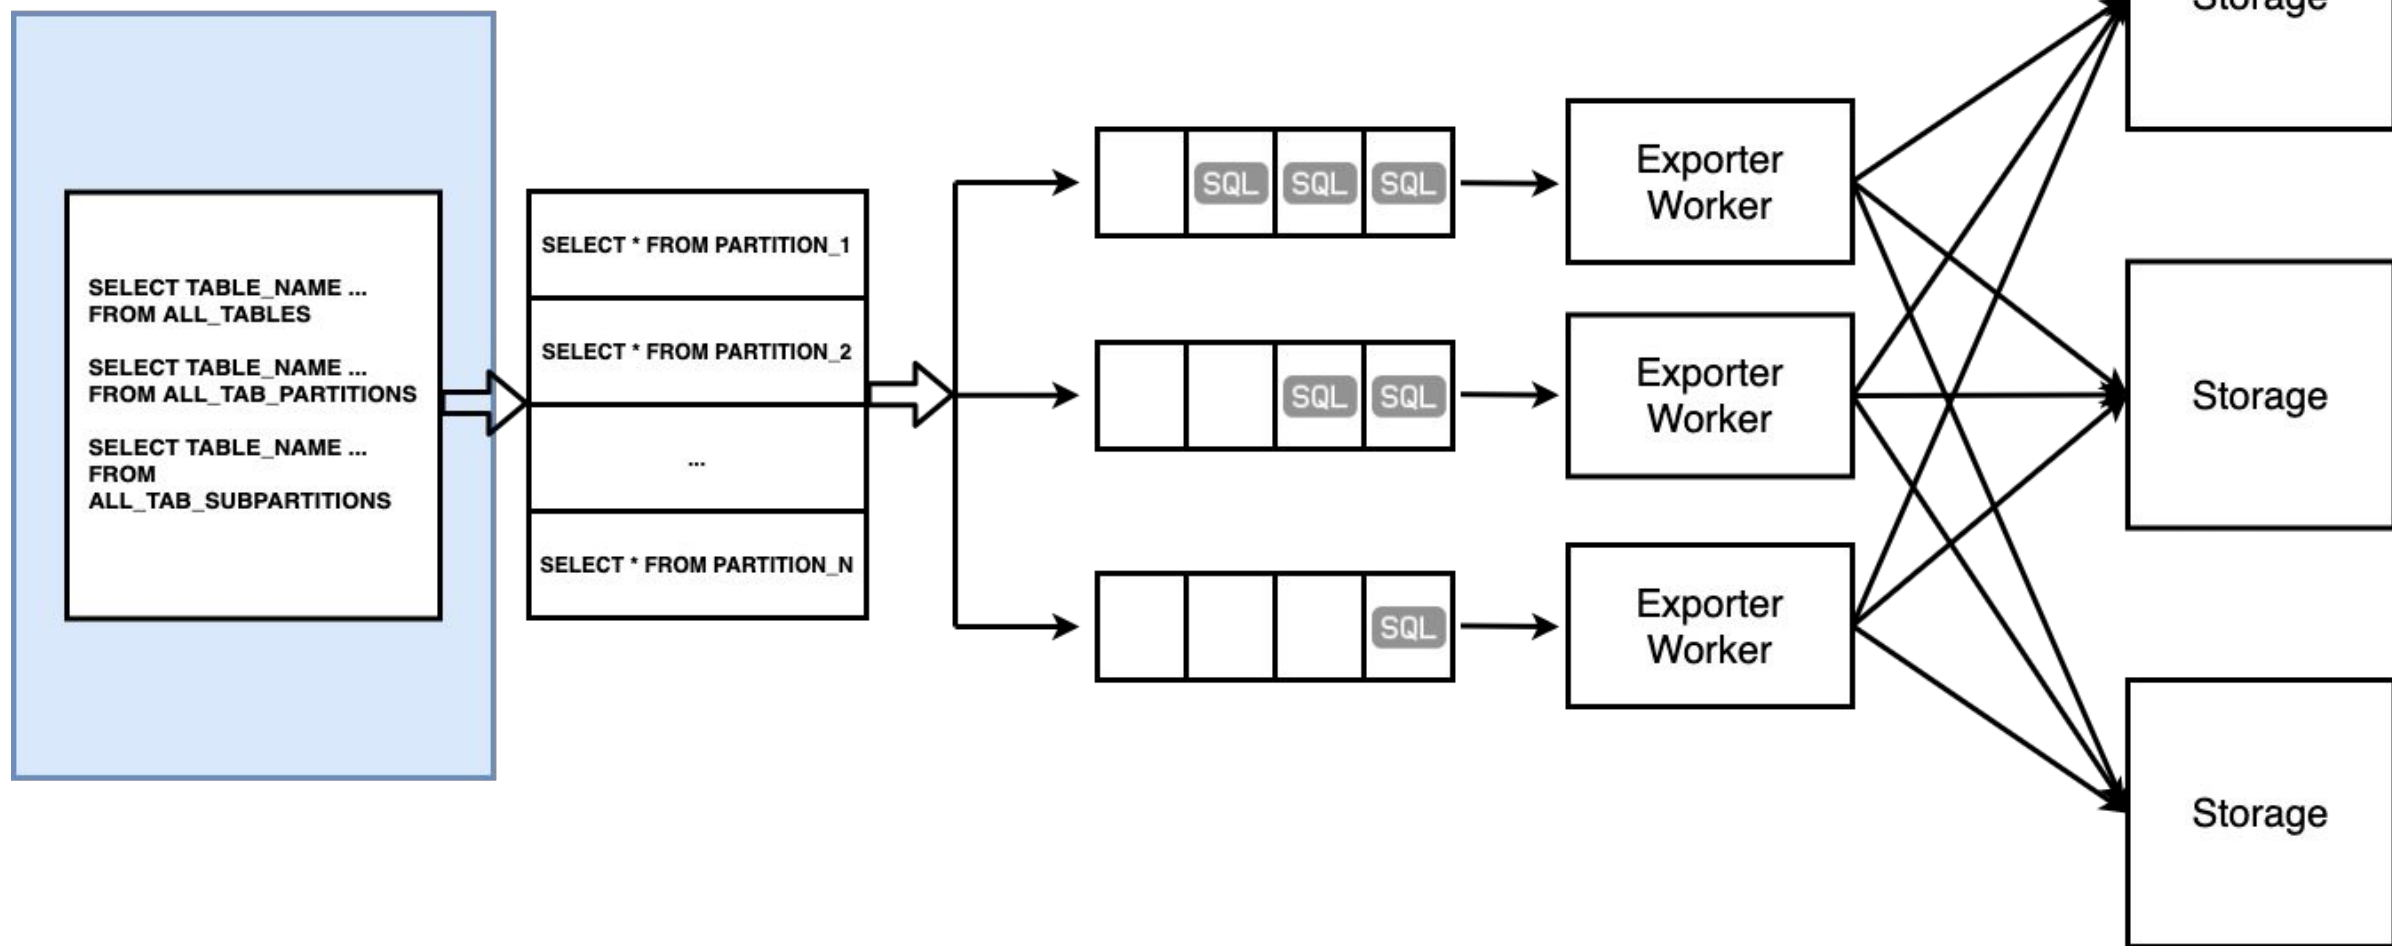 Storage
SELECT TABLE_NAME ...
FROM ALL_TABLES
SELECT TABLE_NAME ...
FROM ALL_TAB_PARTITIONS
SELECT TABLE_NAME ...
FROM
ALL_TAB_SUBPARTITIONS
SELECT * FROM PARTITION_1
SELECT * FROM PARTITION_2
...
SELECT * FROM PARTITION_N
SQL SQL SQL
SQL SQL
SQL
Exporter
Worker
Exporter
Worker
Exporter
Worker
Storage
Storage